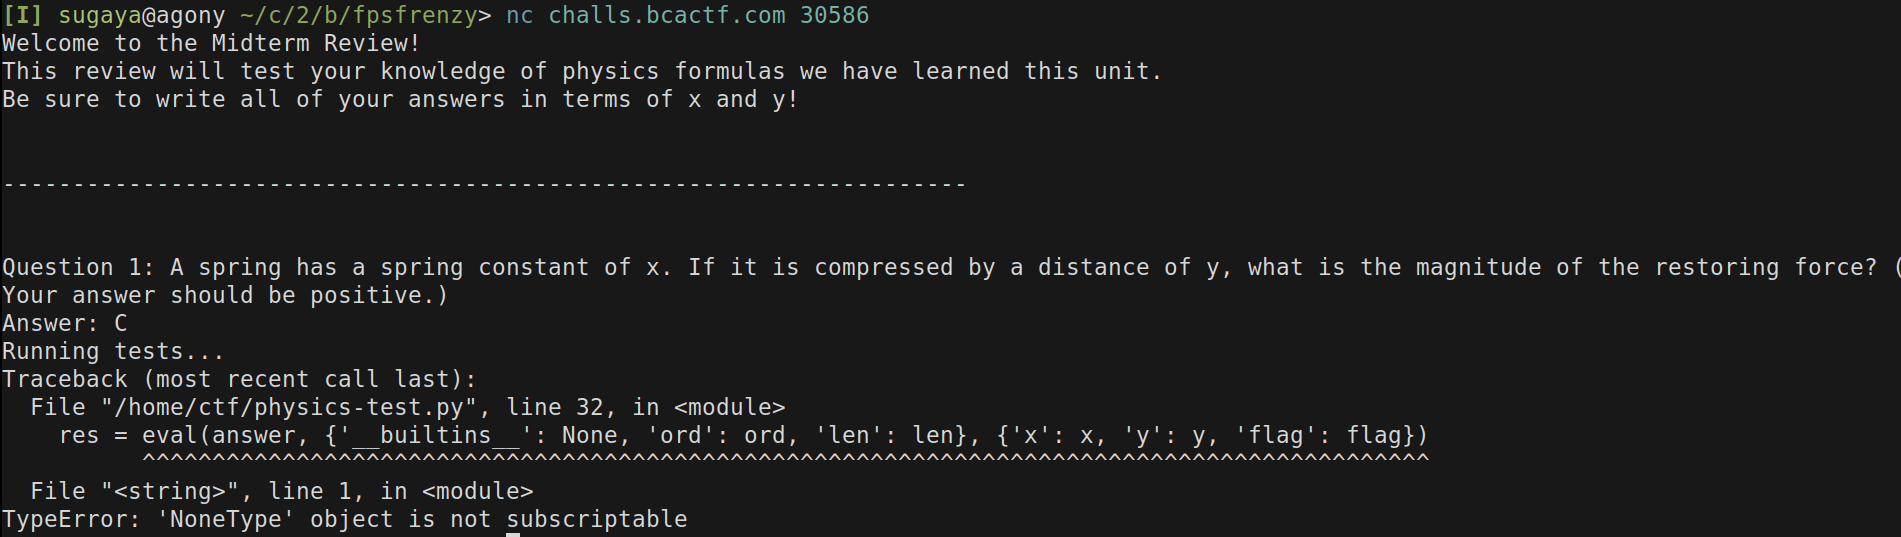 [I] sugaya@agony ~/c/2/b/fpsfrenzy> nc challs.bcactf.com 30586
Welcome to the Midterm Review!
This review will test your knowledge of physics formulas we have learned this unit.
Be sure to write all of your answers in terms of x and y!
---------------------------------------------------------------------
Question 1: A spring has a spring constant of x. If it is compressed by a distance of y, what is the magnitude of the restoring force? (
Your answer should be positive.)
Answer: C
Running tests...
Traceback (most recent call last):
  File "/home/ctf/physics-test.py", line 32, in <module>
    res = eval(answer, {'__builtins__': None, 'ord': ord, 'len': len}, {'x': x, 'y': y, 'flag': flag})
          ^^^^^^^^^^^^^^^^^^^^^^^^^^^^^^^^^^^^^^^^^^^^^^^^^^^^^^^^^^^^^^^^^^^^^^^^^^^^^^^^^^^^^^^^^^^^
  File "<string>", line 1, in <module>
TypeError: 'NoneType' object is not subscriptable